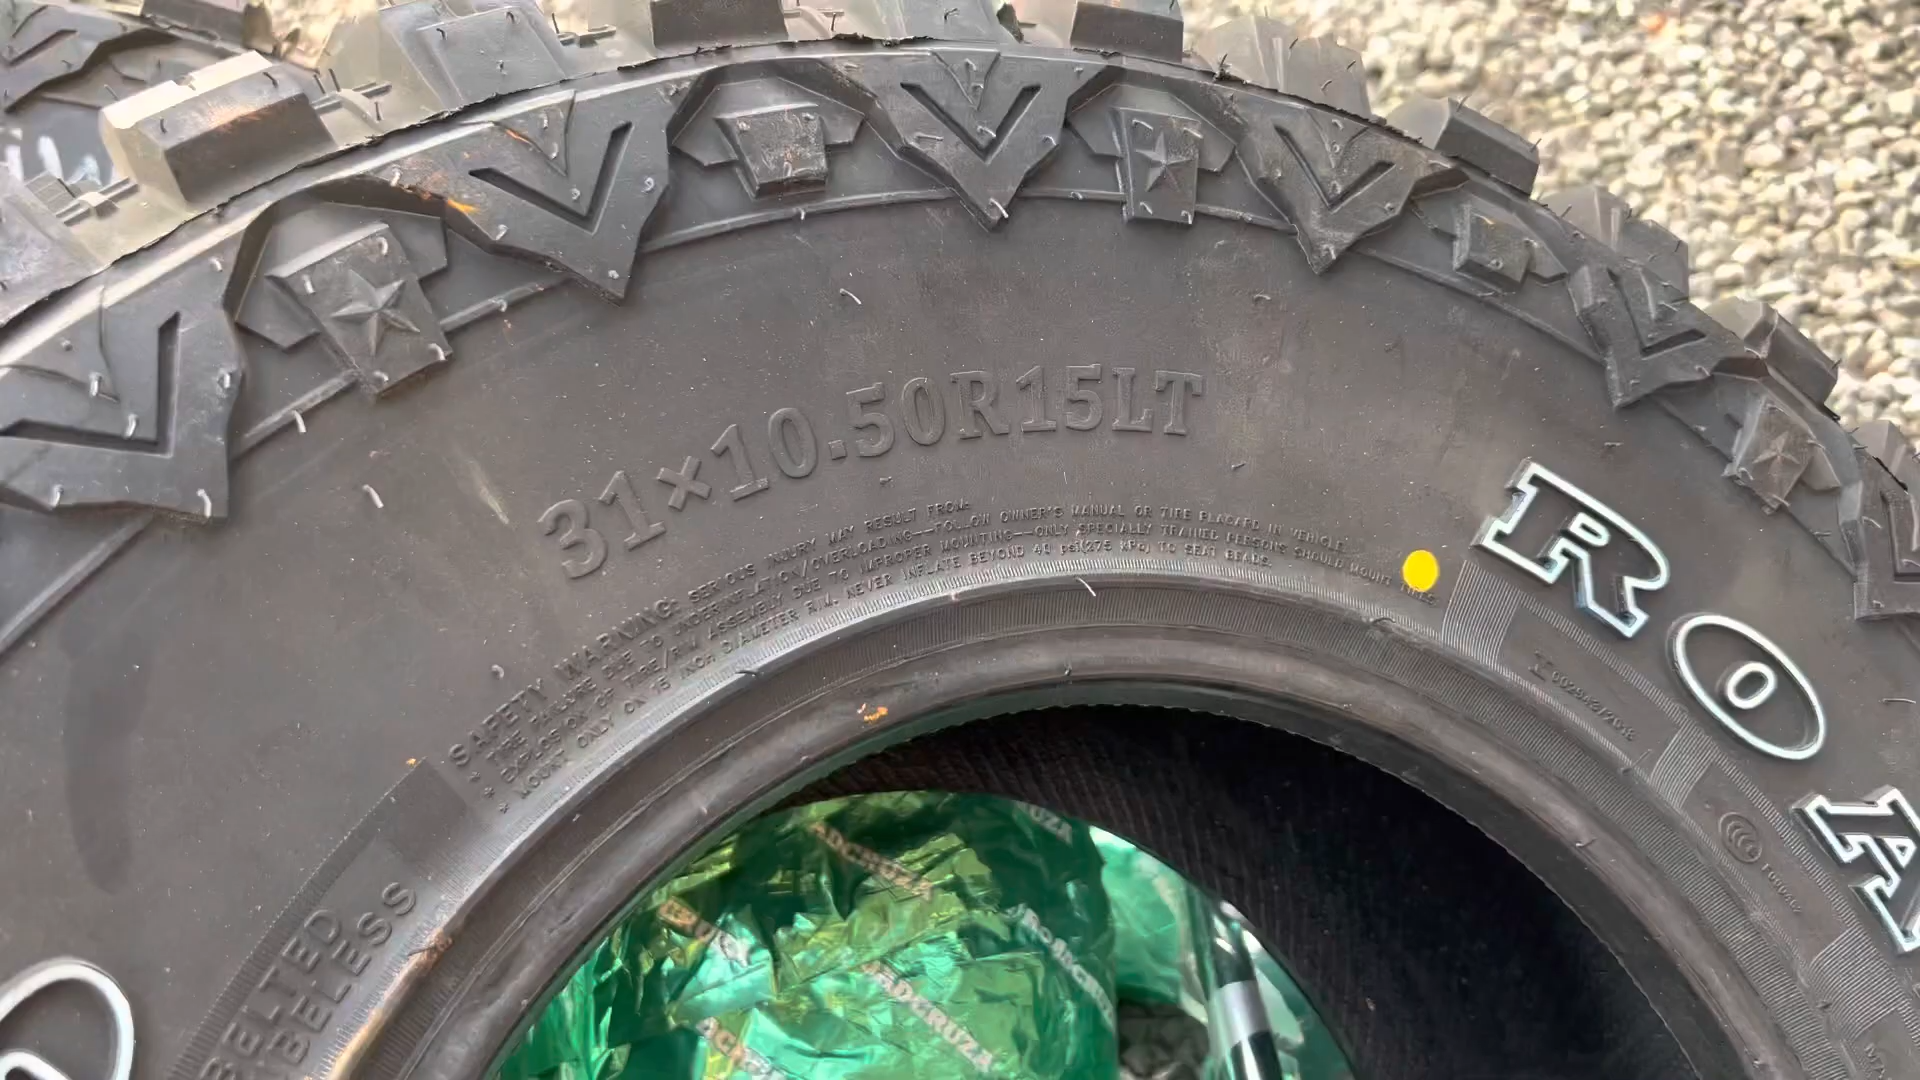 31×10.50R15LT
SAFETY WARNING: SERIOUS INJURY MAY RESULT FROM:
* TIRE FAILURE DUE TO UNDERINFLATION/OVERLOADING—FOLLOW OWNER'S MANUAL OR TIRE PLACARD IN VEHICLE.
* EXPLOSION OF TIRE/RIM ASSEMBLY DUE TO IMPROPER MOUNTING—ONLY SPECIALLY TRAINED PERSONS SHOULD MOUNT TIRES.
* MOUNT ONLY ON 15 INCH DIAMETER RIM. NEVER INFLATE BEYOND 40 psi(275 KPa) TO SEAT BEADS.
ROA
BELTED
BELESS
ROADCRUZA
ADCRUZA